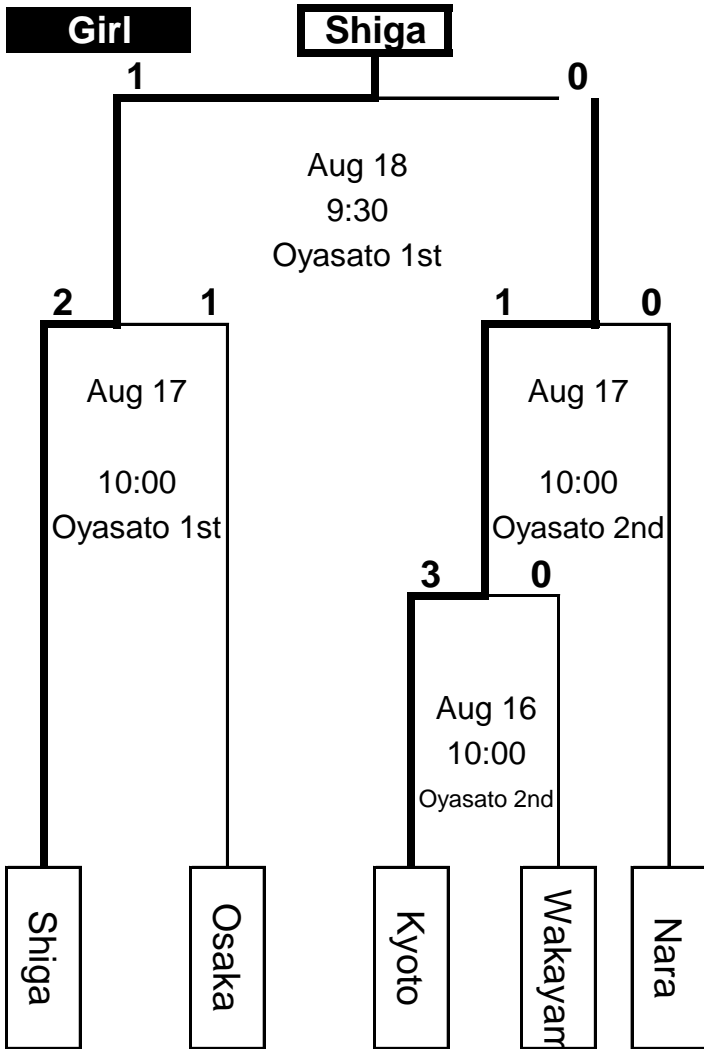 Girl
Shiga
1
0
Aug 18
9:30
Oyasato 1st
2
1
1
0
Aug 17
10:00
Oyasato 1st
Aug 17
10:00
Oyasato 2nd
3
0
Aug 16
10:00
Oyasato 2nd
Shiga
Osaka
Kyoto
Wakayam
Nara